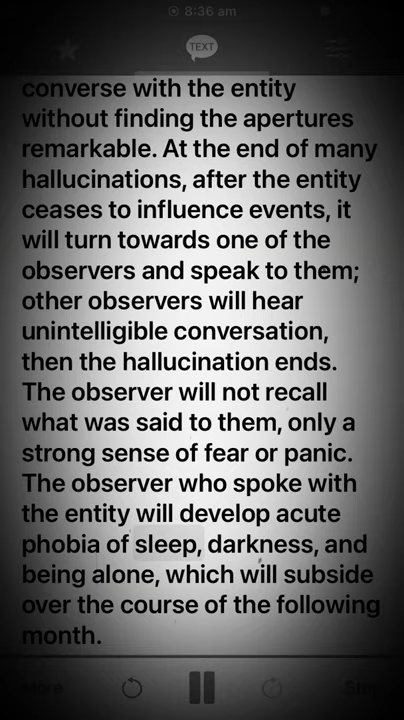 8:36 am
TEXT
converse with the entity
without finding the apertures
remarkable. At the end of many
hallucinations, after the entity
ceases to influence events, it
will turn towards one of the
observers and speak to them;
other observers will hear
unintelligible conversation,
then the hallucination ends.
The observer will not recall
what was said to them, only a
strong sense of fear or panic.
The observer who spoke with
the entity will develop acute
phobia of sleep, darkness, and
being alone, which will subside
over the course of the following
month.
More